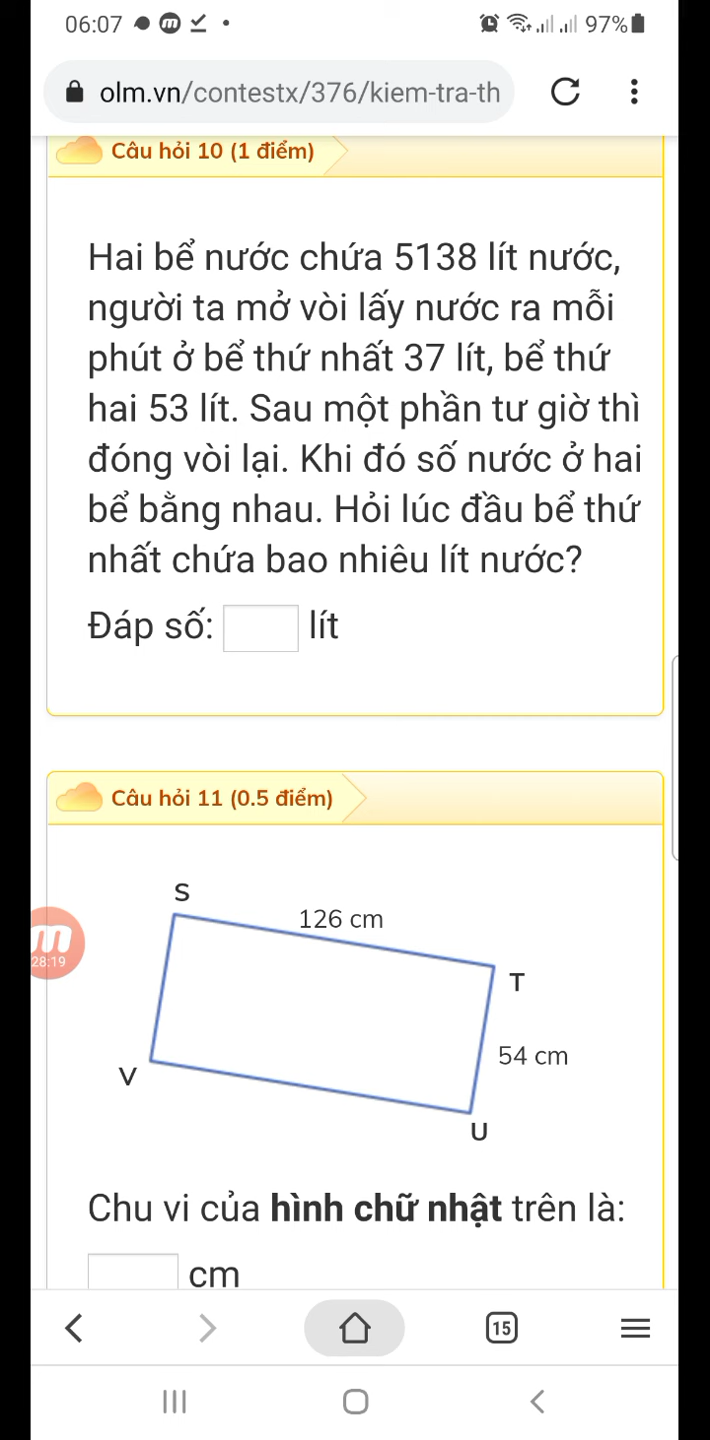 06:07
97%
olm.vn/contestx/376/kiem-tra-th
Câu hỏi 10 (1 điểm)
Hai bể nước chứa 5138 lít nước,
người ta mở vòi lấy nước ra mỗi
phút ở bể thứ nhất 37 lít, bể thứ
hai 53 lít. Sau một phần tư giờ thì
đóng vòi lại. Khi đó số nước ở hai
bể bằng nhau. Hỏi lúc đầu bể thứ
nhất chứa bao nhiêu lít nước?
Đáp số: lít
Câu hỏi 11 (0.5 điểm)
S
126 cm
T
28:19
54 cm
V
U
Chu vi của hình chữ nhật trên là:
cm
15